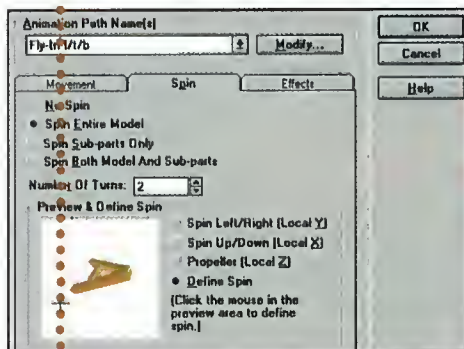 Animation Path Name[s]
Fly-In l/t/b
Modify...
OK
Cancel
Help
Movement
Spin
Effects
No Spin
Spin Entire Model
Spin Sub-parts Only
Spin Both Model And Sub-parts
Number Of Turns: 2
Preview & Define Spin
Spin Left/Right (Local Y)
Spin Up/Down (Local X)
Propeller (Local Z)
Define Spin
(Click the mouse in the
preview area to define
spin.)